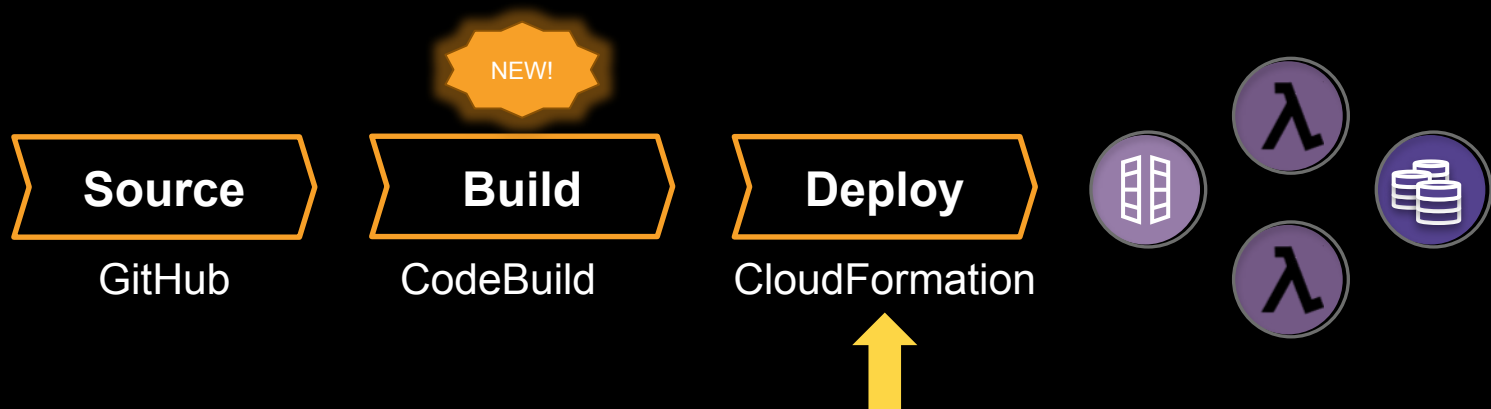 NEW!
Source
Build
Deploy
λ
GitHub
CodeBuild
CloudFormation
λ